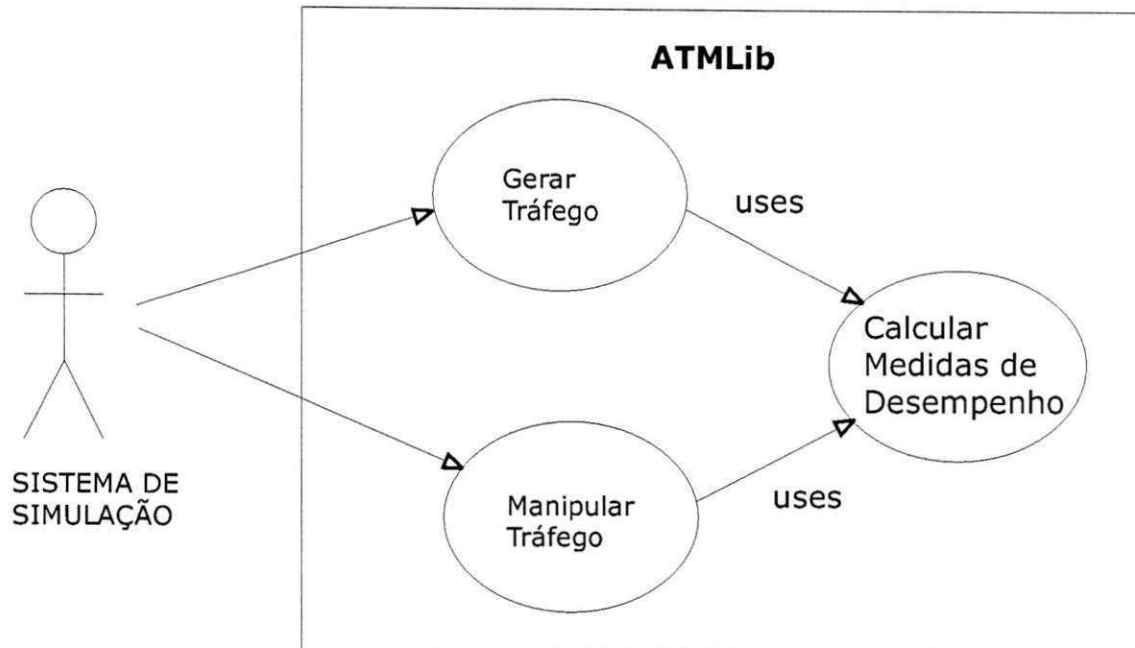 ATMLib
Gerar
Tráfego
uses
Calcular
Medidas de
Desempenho
SISTEMA DE
SIMULAÇÃO
Manipular
Tráfego
uses